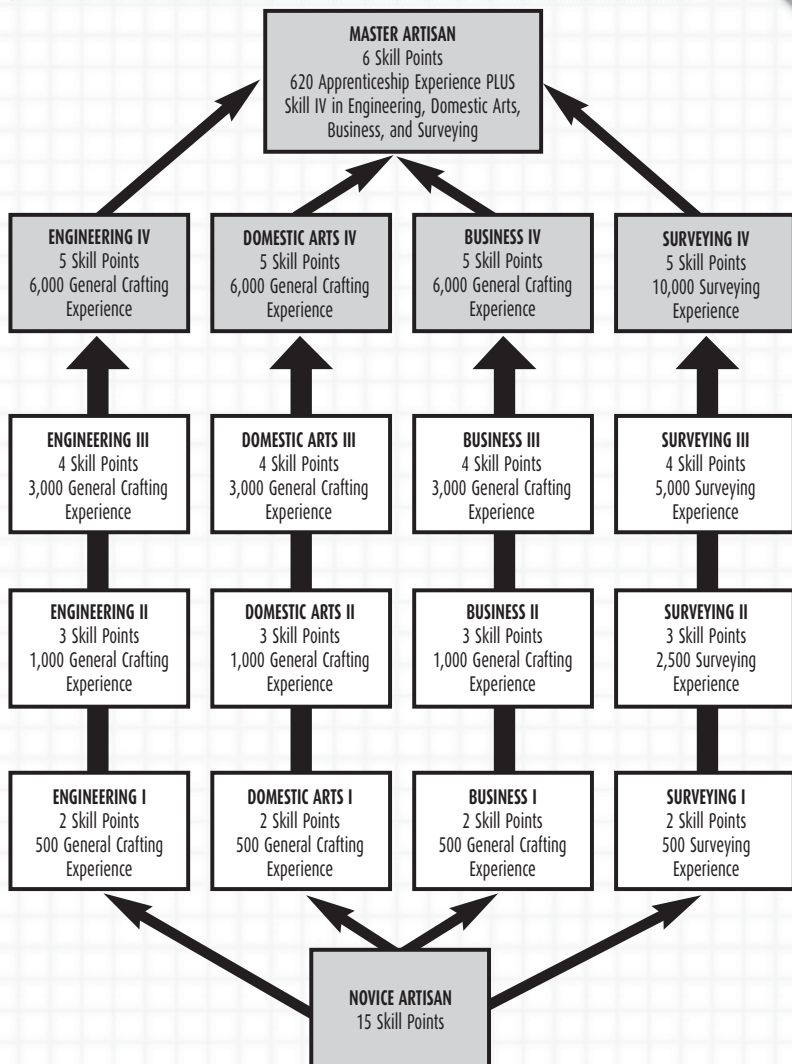 MASTER ARTISAN
6 Skill Points
620 Apprenticeship Experience PLUS
Skill IV in Engineering, Domestic Arts,
Business, and Surveying
ENGINEERING IV
5 Skill Points
6,000 General Crafting
Experience
DOMESTIC ARTS IV
5 Skill Points
6,000 General Crafting
Experience
BUSINESS IV
5 Skill Points
6,000 General Crafting
Experience
SURVEYING IV
5 Skill Points
10,000 Surveying
Experience
ENGINEERING III
4 Skill Points
3,000 General Crafting
Experience
DOMESTIC ARTS III
4 Skill Points
3,000 General Crafting
Experience
BUSINESS III
4 Skill Points
3,000 General Crafting
Experience
SURVEYING III
4 Skill Points
5,000 Surveying
Experience
ENGINEERING II
3 Skill Points
1,000 General Crafting
Experience
DOMESTIC ARTS II
3 Skill Points
1,000 General Crafting
Experience
BUSINESS II
3 Skill Points
1,000 General Crafting
Experience
SURVEYING II
3 Skill Points
2,500 Surveying
Experience
ENGINEERING I
2 Skill Points
500 General Crafting
Experience
DOMESTIC ARTS I
2 Skill Points
500 General Crafting
Experience
BUSINESS I
2 Skill Points
500 General Crafting
Experience
SURVEYING I
2 Skill Points
500 Surveying
Experience
NOVICE ARTISAN
15 Skill Points